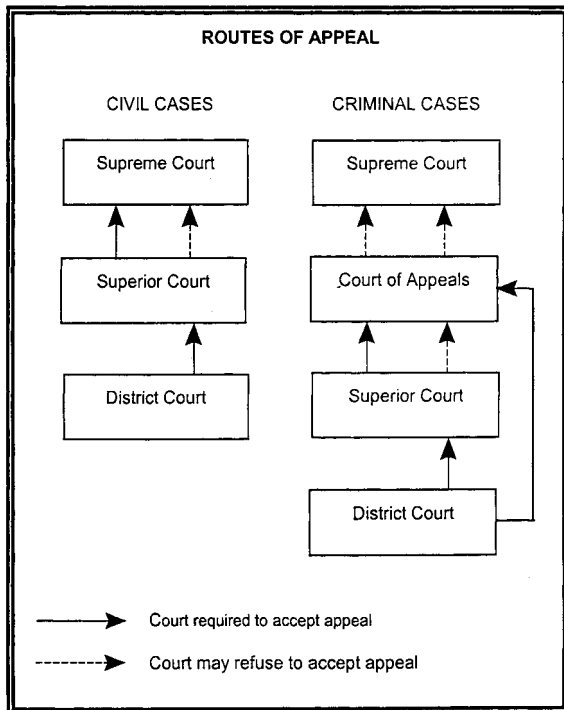 ROUTES OF APPEAL
CIVIL CASES
Supreme Court
Superior Court
District Court
CRIMINAL CASES
Supreme Court
Court of Appeals
Superior Court
District Court
Court required to accept appeal
Court may refuse to accept appeal